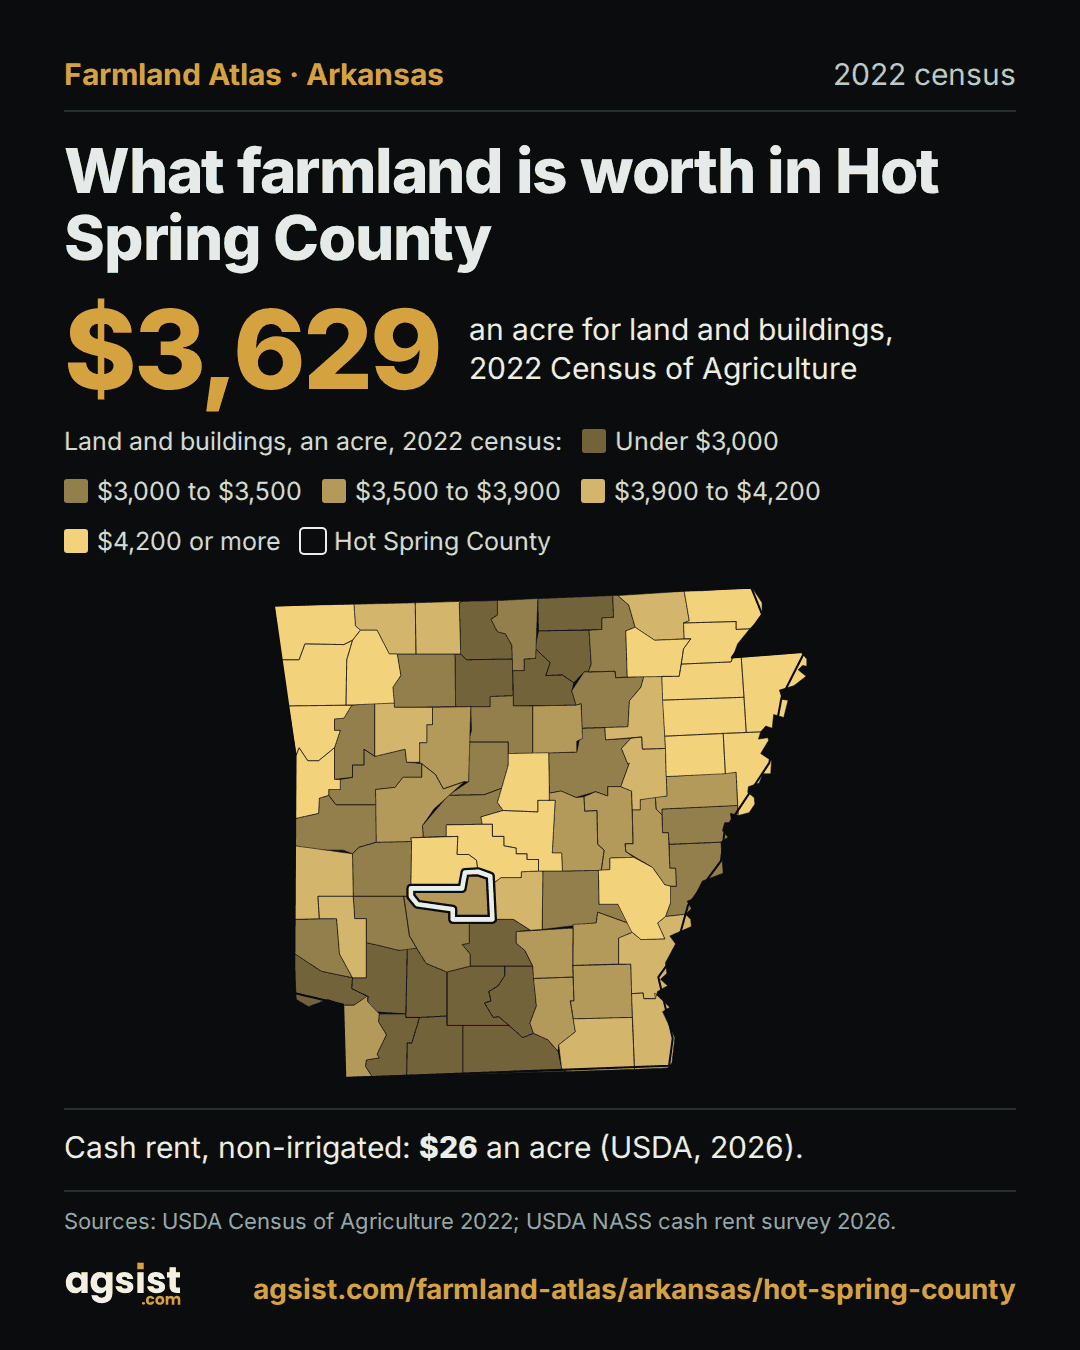 Farmland Atlas · Arkansas
2022 census
What farmland is worth in Hot
Spring County
$3,629
an acre for land and buildings,
2022 Census of Agriculture
Land and buildings, an acre, 2022 census: Under $3,000
$3,000 to $3,500 $3,500 to $3,900 $3,900 to $4,200
$4,200 or more Hot Spring County
Cash rent, non-irrigated: $26 an acre (USDA, 2026).
Sources: USDA Census of Agriculture 2022; USDA NASS cash rent survey 2026.
agsist
.com
agsist.com/farmland-atlas/arkansas/hot-spring-county